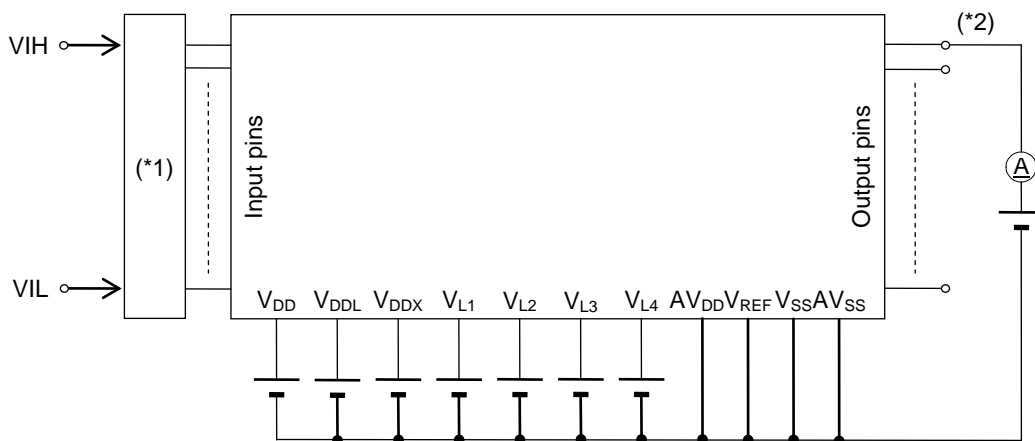 VIH
(*2)
(*1)
Input pins
Output pins
A
VIL
VDD VDDL VDDX VL1 VL2 VL3 VL4 AVDD VREF VSS AVSS